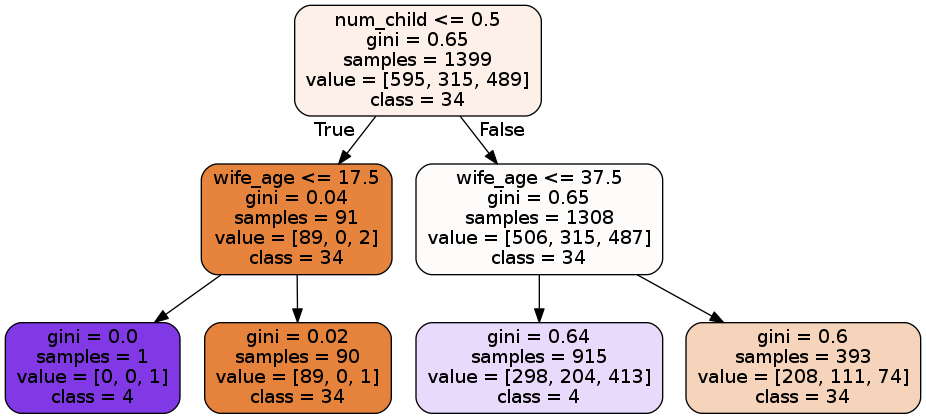 num_child <= 0.5
gini = 0.65
samples = 1399
value = [595, 315, 489]
class = 34
True
False
wife_age <= 17.5
gini = 0.04
samples = 91
value = [89, 0, 2]
class = 34
wife_age <= 37.5
gini = 0.65
samples = 1308
value = [506, 315, 487]
class = 34
gini = 0.0
samples = 1
value = [0, 0, 1]
class = 4
gini = 0.02
samples = 90
value = [89, 0, 1]
class = 34
gini = 0.64
samples = 915
value = [298, 204, 413]
class = 4
gini = 0.6
samples = 393
value = [208, 111, 74]
class = 34